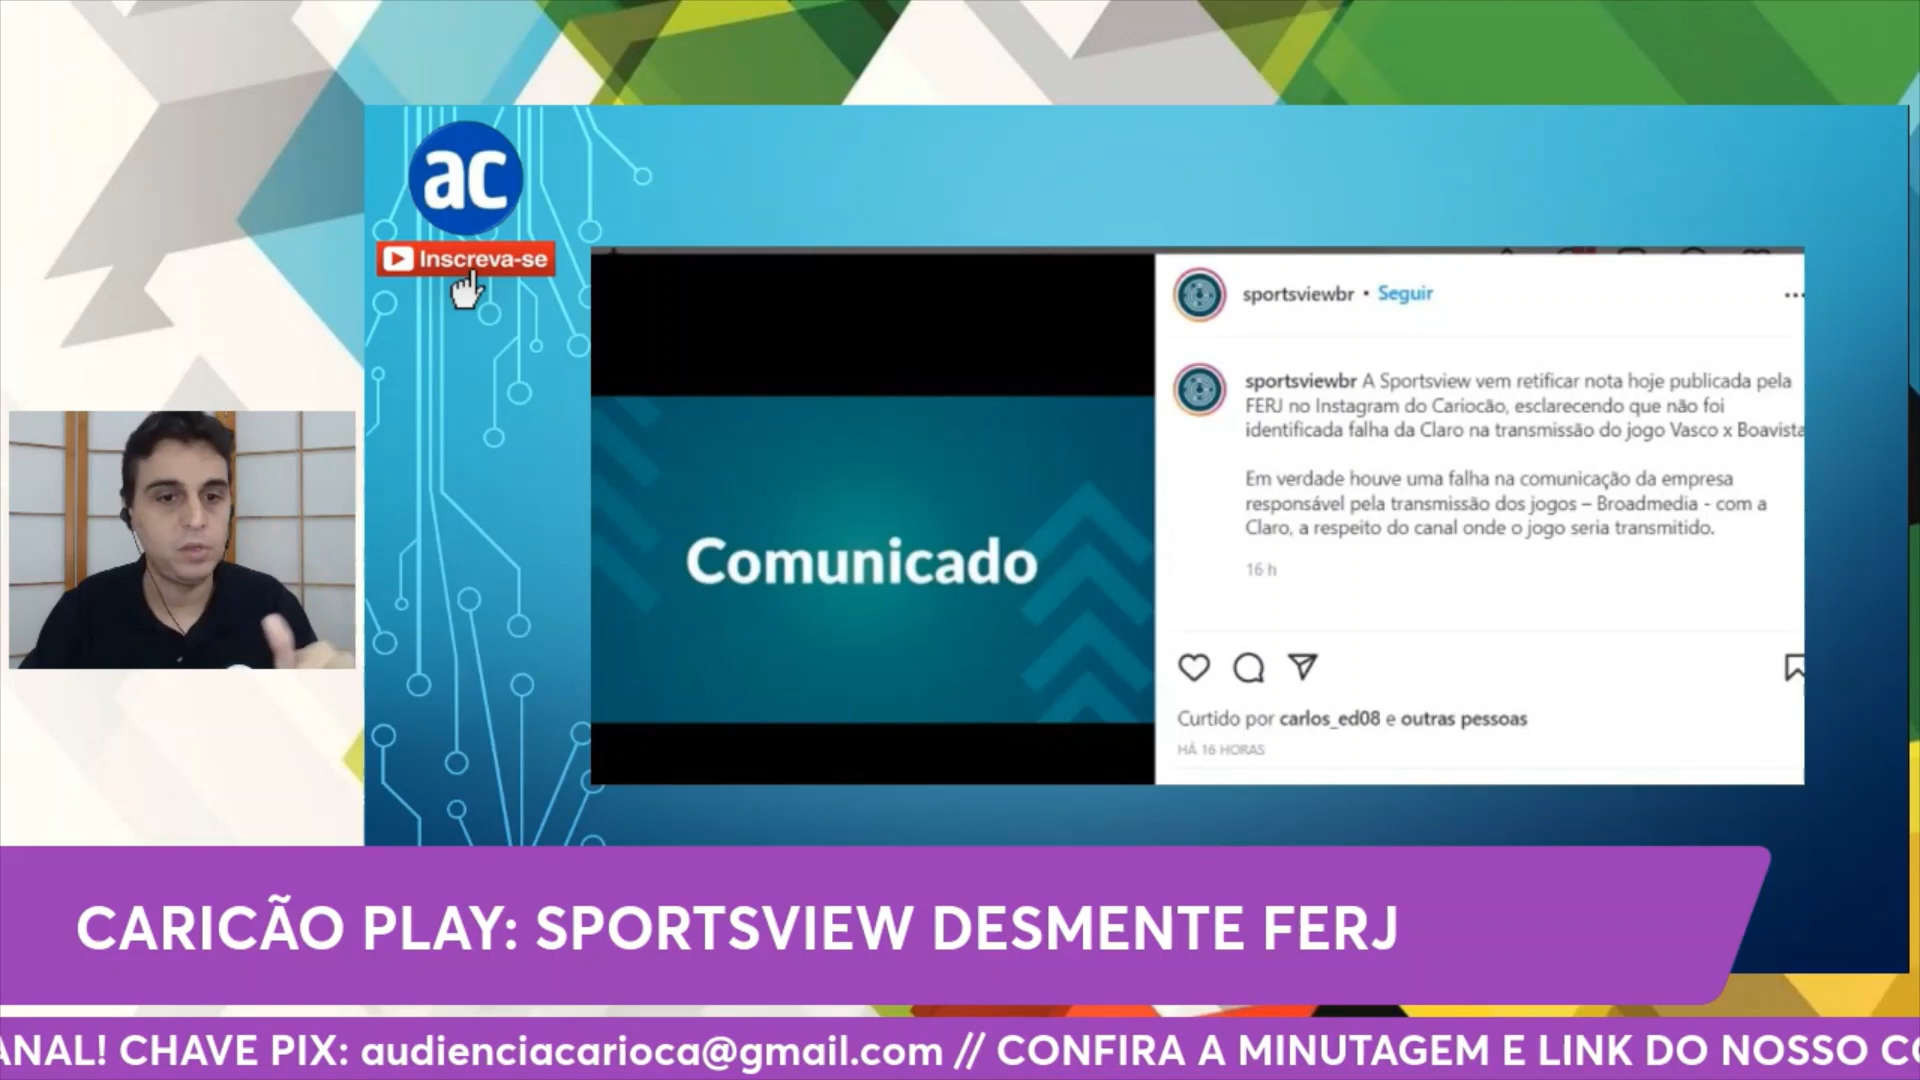 ac
Inscreva-se
sportsviewbr • Seguir
sportsviewbr A Sportsview vem retificar nota hoje publicada pela
FERJ no Instagram do Cariocão, esclarecendo que não foi
identificada falha da Claro na transmissão do jogo Vasco x Boavista
Em verdade houve uma falha na comunicação da empresa
responsável pela transmissão dos jogos – Broadmedia - com a
Claro, a respeito do canal onde o jogo seria transmitido.
16 h
Comunicado
Curtido por carlos_ed08 e outras pessoas
HÁ 16 HORAS
CARICÃO PLAY: SPORTSVIEW DESMENTE FERJ
ANAL! CHAVE PIX: audienciacarioca@gmail.com // CONFIRA A MINUTAGEM E LINK DO NOSSO CO